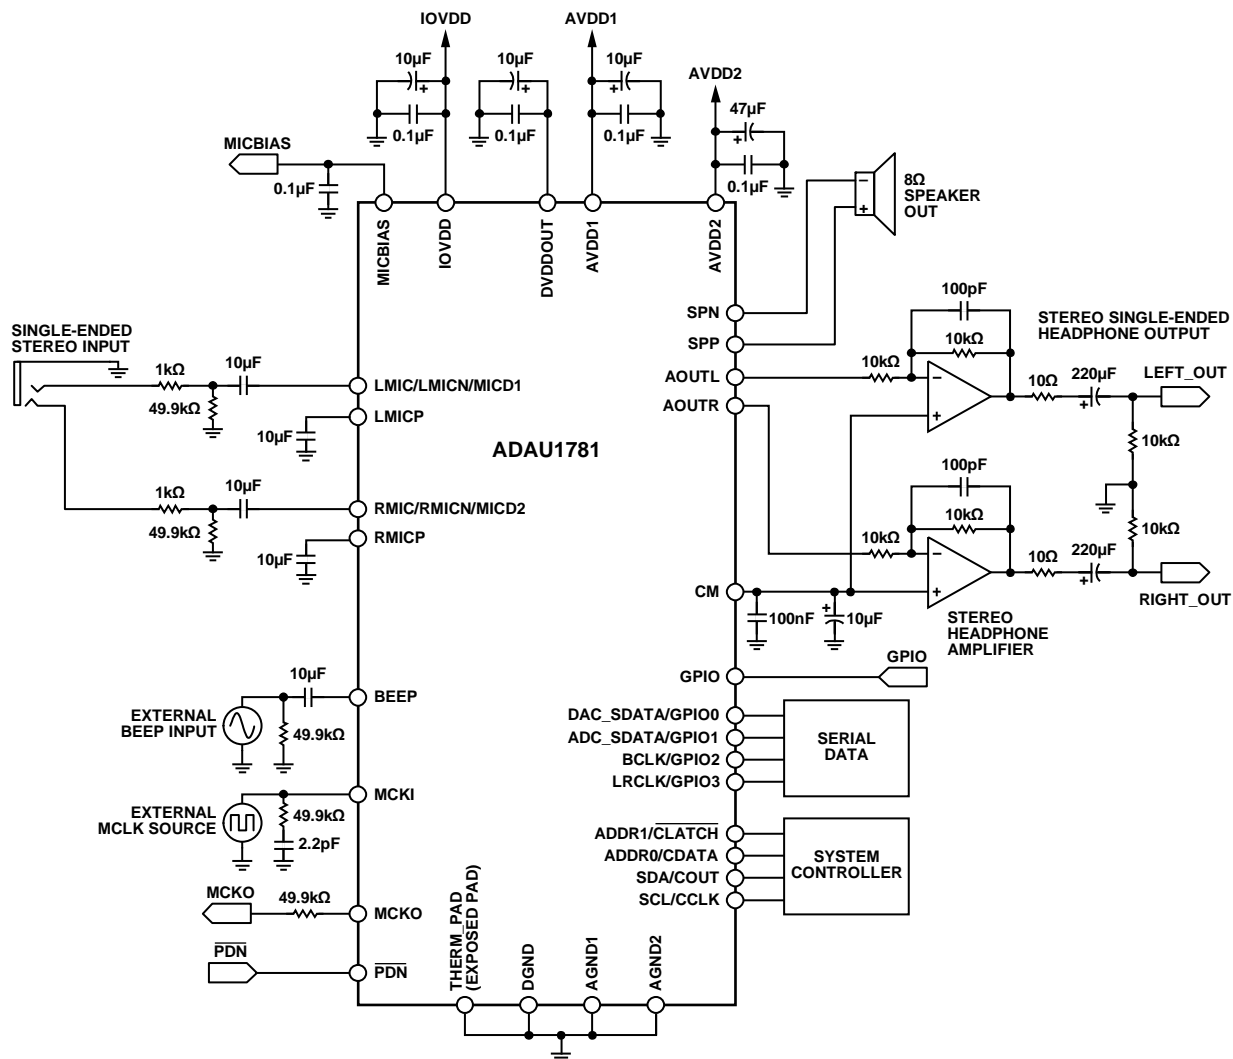 IOVDD
AVDD1
10µF
10µF
10µF
AVDD2
47µF
0.1µF
0.1µF
0.1µF
MICBIAS
0.1µF
0.1µF
8Ω
SPEAKER
OUT
MICBIAS
IOVDD
DVDDOUT
AVDD1
AVDD2
SPN
SPP
AOUTL
AOUTR
100pF
10kΩ
10kΩ
STEREO SINGLE-ENDED
HEADPHONE OUTPUT
10Ω
220µF
+
LEFT_OUT
10kΩ
SINGLE-ENDED
STEREO INPUT
1kΩ
10µF
49.9kΩ
LMIC/LMICN/MICD1
LMICP
10µF
ADAU1781
1kΩ
10µF
49.9kΩ
RMIC/RMICN/MICD2
RMICP
10µF
100pF
10kΩ
10kΩ
10Ω
220µF
+
10kΩ
RIGHT_OUT
CM
100nF
+
10µF
STEREO
HEADPHONE
AMPLIFIER
GPIO
GPIO
EXTERNAL
BEEP INPUT
10µF
49.9kΩ
BEEP
DAC_SDATA/GPIO0
ADC_SDATA/GPIO1
BCLK/GPIO2
LRCLK/GPIO3
SERIAL
DATA
EXTERNAL
MCLK SOURCE
49.9kΩ
2.2pF
MCKI
ADDR1/CLATCH
ADDR0/CDATA
SDA/COUT
SCL/CCLK
SYSTEM
CONTROLLER
MCKO
49.9kΩ
MCKO
PDN
PDN
THERM_PAD
(EXPOSED PAD)
DGND
AGND1
AGND2